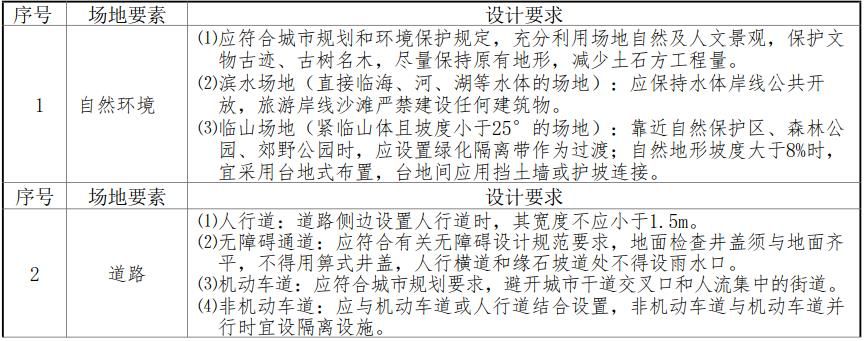 序号 场地要素 设计要求
⑴应符合城市规划和环境保护规定，充分利用场地自然及人文景观，保护文
物古迹、古树名木，尽量保持原有地形，减少土石方工程量。
⑵滨水场地（直接临海、河、湖等水体的场地）：应保持水体岸线公共开
1 自然环境 放，旅游岸线沙滩严禁建设任何建筑物。
⑶临山场地（紧临山体且坡度小于25°的场地）：靠近自然保护区、森林公
园、郊野公园时，应设置绿化隔离带作为过渡；自然地形坡度大于8%时，
宜采用台地式布置，台地间应用挡土墙或护坡连接。
序号 场地要素 设计要求
⑴人行道：道路侧边设置人行道时，其宽度不应小于1.5m。
⑵无障碍通道：应符合有关无障碍设计规范要求，地面检查井盖须与地面齐
2 道路 平，不得用箅式井盖，人行横道和缘石坡道处不得设雨水口。
⑶机动车道：应符合城市规划要求，避开城市干道交叉口和人流集中的街道。
⑷非机动车道：应与机动车道或人行道结合设置，非机动车道与机动车道并
行时宜设隔离设施。